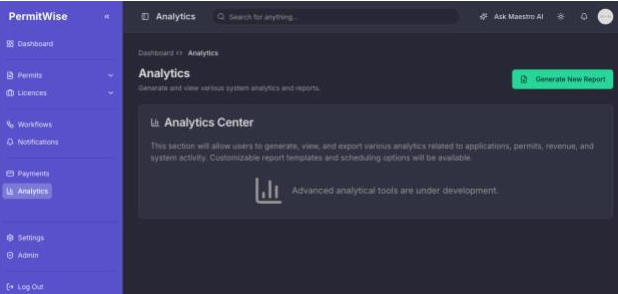 PermitWise «
Analytics
Search for anything...
Ask Maestro AI
Dashboard
Permits
Licences
Workflows
Notifications
Payments
Analytics
Settings
Admin
Log Out
Dashboard <> Analytics
Analytics
Generate and view various system analytics and reports.
Generate New Report
Analytics Center
This section will allow users to generate, view, and export various analytics related to applications, permits, revenue, and
system activity. Customizable report templates and scheduling options will be available.
Advanced analytical tools are under development.